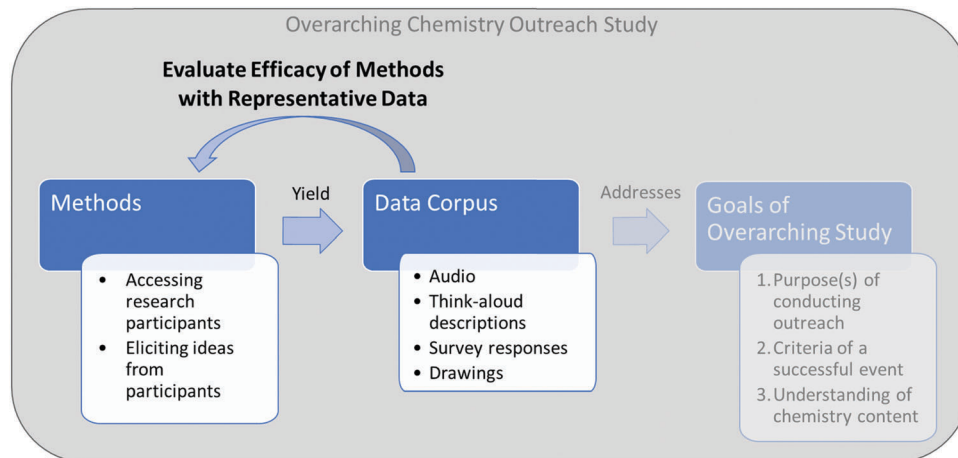 Overarching Chemistry Outreach Study
Evaluate Efficacy of Methods
with Representative Data
Methods
• Accessing
research
participants
• Eliciting ideas
from
participants
Yield
Data Corpus
• Audio
• Think-aloud
descriptions
• Survey responses
• Drawings
Addresses
Goals of
Overarching Study
1. Purpose(s) of
conducting
outreach
2. Criteria of a
successful event
3. Understanding of
chemistry content